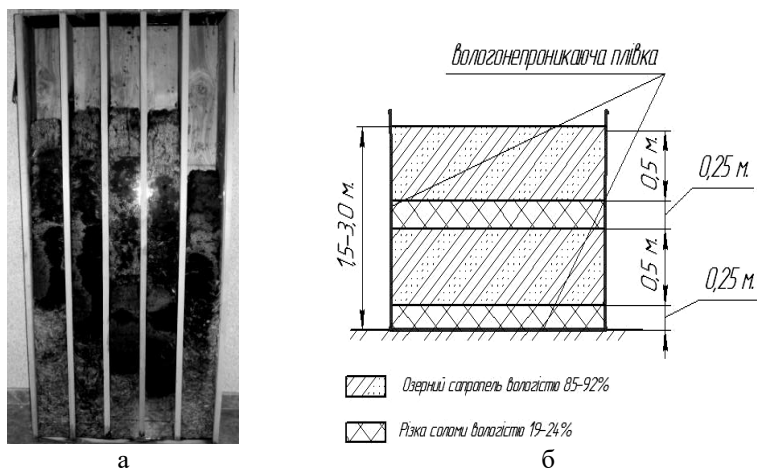 вологонепроникаюча плівка
0,5 м.
0,25 м.
1,5–3,0 м.
0,5 м.
0,25 м.
Озерний сапропель вологістю 85–92%
Різка соломи вологістю 19–24%
а
б